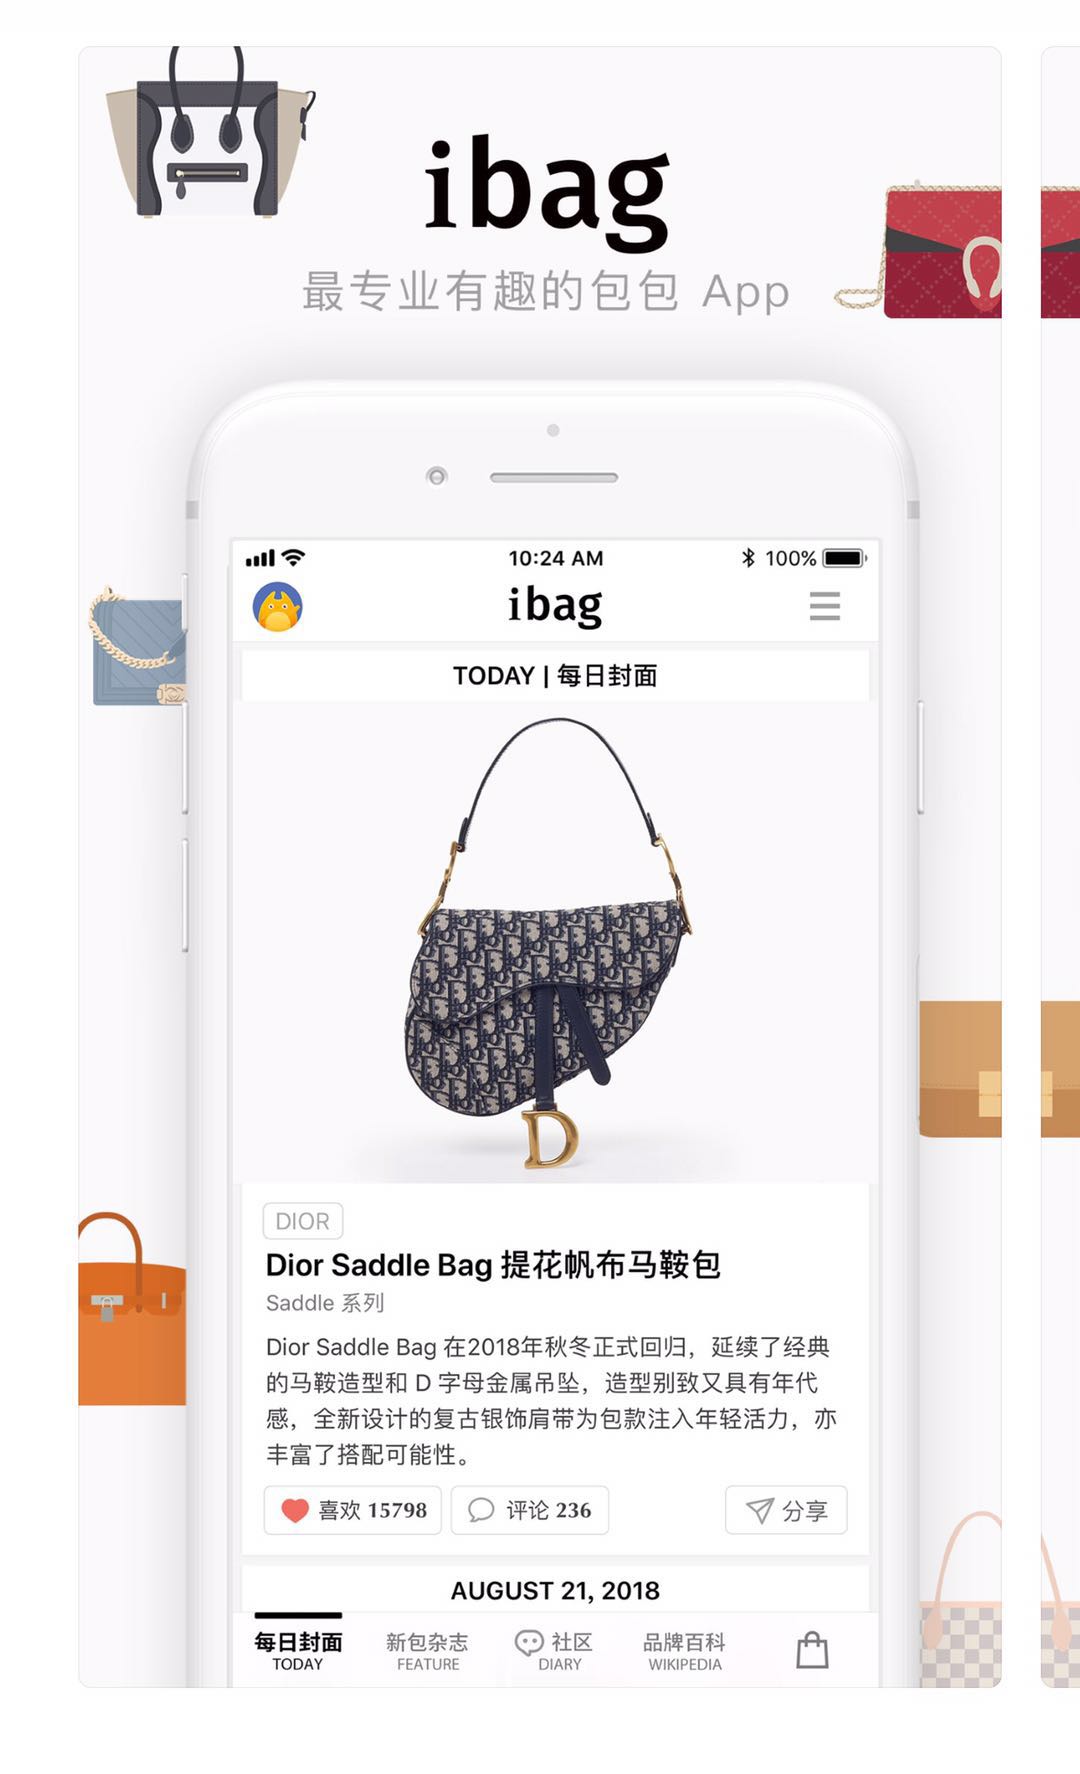 ibag
最专业有趣的包包 App
10:24 AM
100%
ibag
TODAY | 每日封面
DIOR
Dior Saddle Bag 提花帆布马鞍包
Saddle 系列
Dior Saddle Bag 在2018年秋冬正式回归，延续了经典
的马鞍造型和 D 字母金属吊坠，造型别致又具有年代
感，全新设计的复古银饰肩带为包款注入年轻活力，亦
丰富了搭配可能性。
喜欢 15798 评论 236 分享
AUGUST 21, 2018
每日封面 新包杂志 社区 品牌百科
TODAY FEATURE DIARY WIKIPEDIA